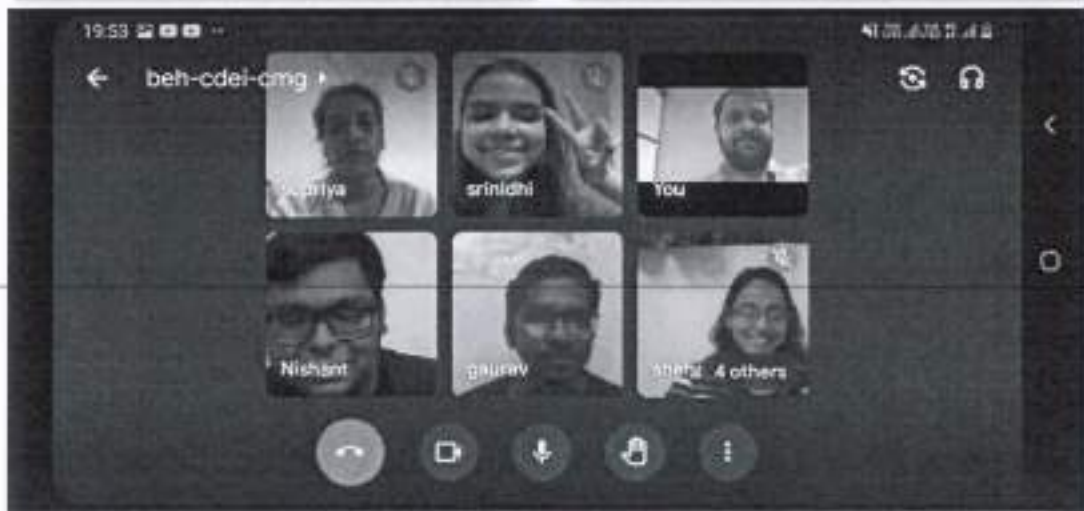 19:53
beh-cdei-cmg
srinidhi
You
Nishant
gaurav
4 others